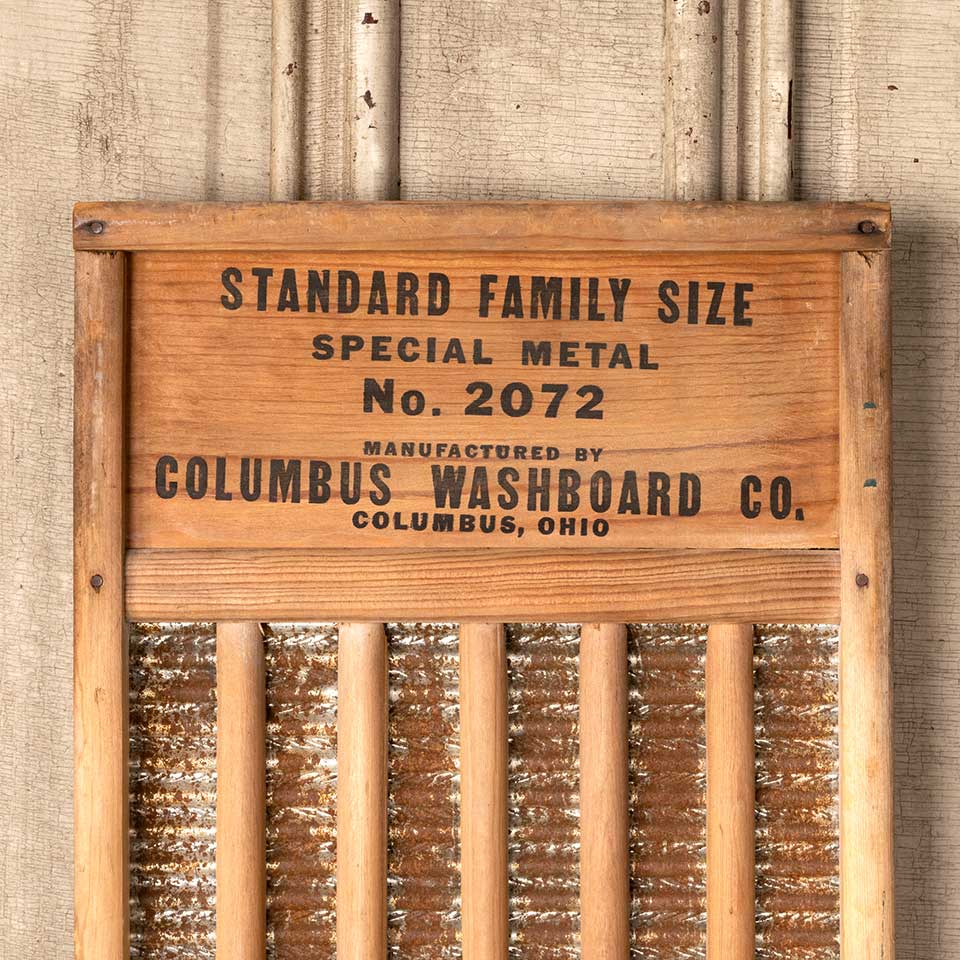 STANDARD FAMILY SIZE
SPECIAL METAL
No. 2072
MANUFACTURED BY
COLUMBUS WASHBOARD CO.
COLUMBUS, OHIO